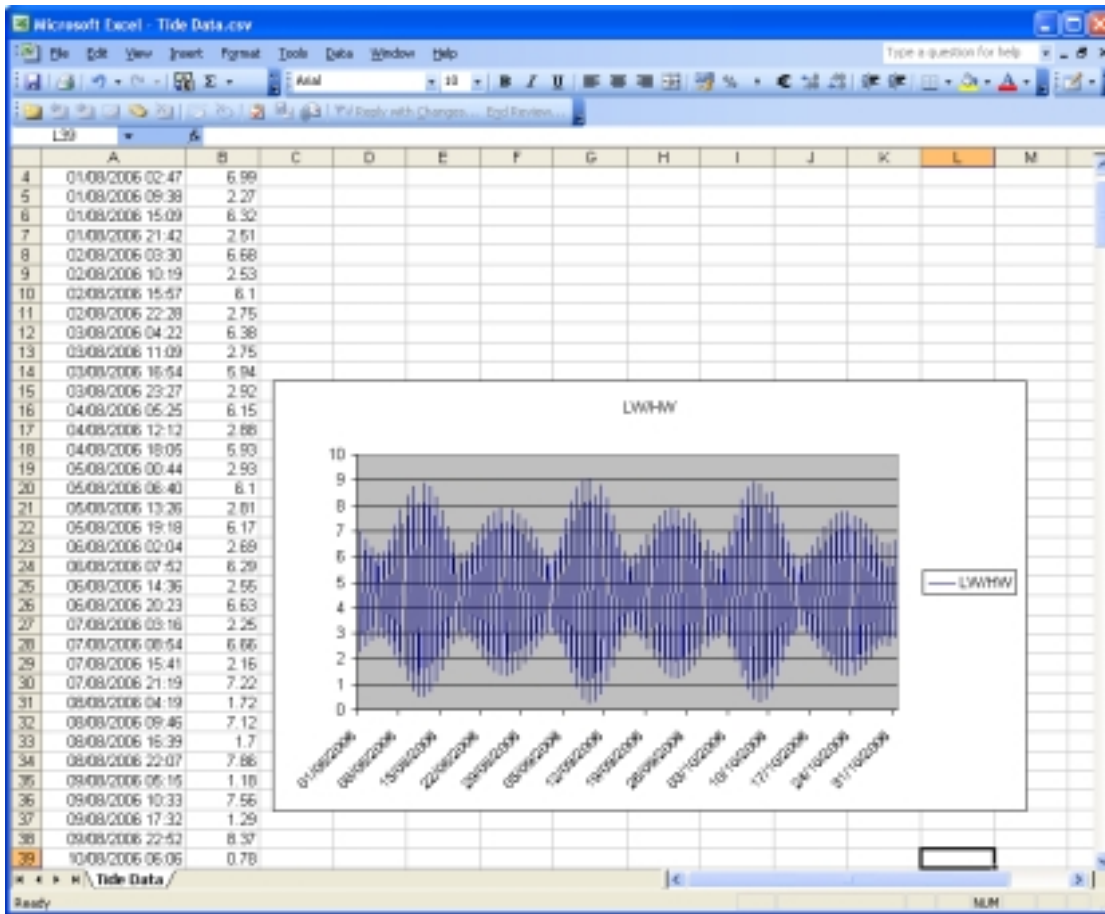 Microsoft Excel - Tide Data.csv
File Edit View Insert Format Tools Data Window Help Type a question for help
Arial 10 B I U
Reply with Changes... End Review...
L39 fx
A B C D E F G H I J K L M
4 01/08/2006 02:47 6.99
5 01/08/2006 09:38 2.27
6 01/08/2006 15:09 6.32
7 01/08/2006 21:42 2.51
8 02/08/2006 03:30 6.68
9 02/08/2006 10:19 2.53
10 02/08/2006 15:57 6.1
11 02/08/2006 22:28 2.75
12 03/08/2006 04:22 6.38
13 03/08/2006 11:09 2.75
14 03/08/2006 16:54 5.94
15 03/08/2006 23:27 2.92
16 04/08/2006 05:25 6.15
17 04/08/2006 12:12 2.88
18 04/08/2006 18:05 5.93
19 05/08/2006 00:44 2.93
20 05/08/2006 06:40 6.1
21 05/08/2006 13:26 2.81
22 05/08/2006 19:18 6.17
23 06/08/2006 02:04 2.69
24 06/08/2006 07:52 6.29
25 06/08/2006 14:36 2.55
26 06/08/2006 20:23 6.63
27 07/08/2006 03:16 2.25
28 07/08/2006 08:54 6.66
29 07/08/2006 15:41 2.16
30 07/08/2006 21:19 7.22
31 08/08/2006 04:19 1.72
32 08/08/2006 09:46 7.12
33 08/08/2006 16:39 1.7
34 08/08/2006 22:07 7.86
35 09/08/2006 05:15 1.18
36 09/08/2006 10:33 7.56
37 09/08/2006 17:32 1.29
38 09/08/2006 22:52 8.37
39 10/08/2006 06:06 0.78
LW/HW
10
9
8
7
6
5
4
3
2
1
0
LW/HW
01/08/2006 08/08/2006 15/08/2006 22/08/2006 29/08/2006 05/09/2006 12/09/2006 19/09/2006 26/09/2006 03/10/2006 10/10/2006 17/10/2006 24/10/2006 31/10/2006
Tide Data
Ready NUM